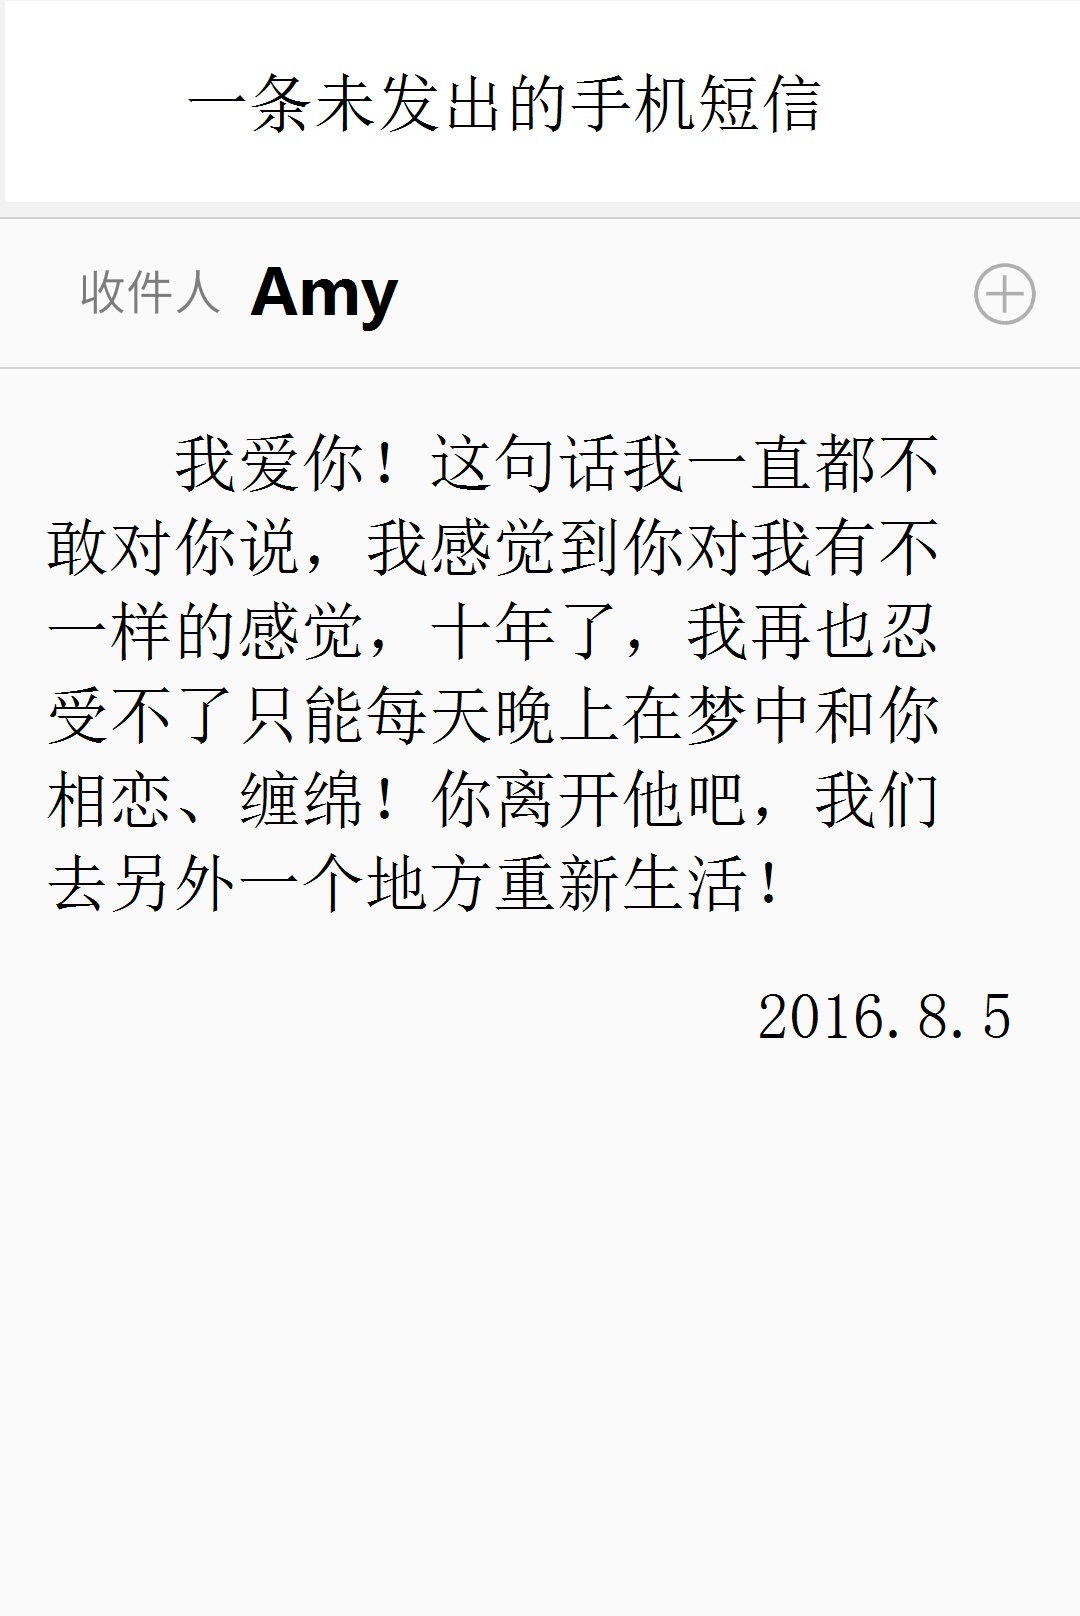 一条未发出的手机短信
收件人 Amy
我爱你！这句话我一直都不
敢对你说，我感觉到你对我有不
一样的感觉，十年了，我再也忍
受不了只能每天晚上在梦中和你
相恋、缠绵！你离开他吧，我们
去另外一个地方重新生活！
2016.8.5